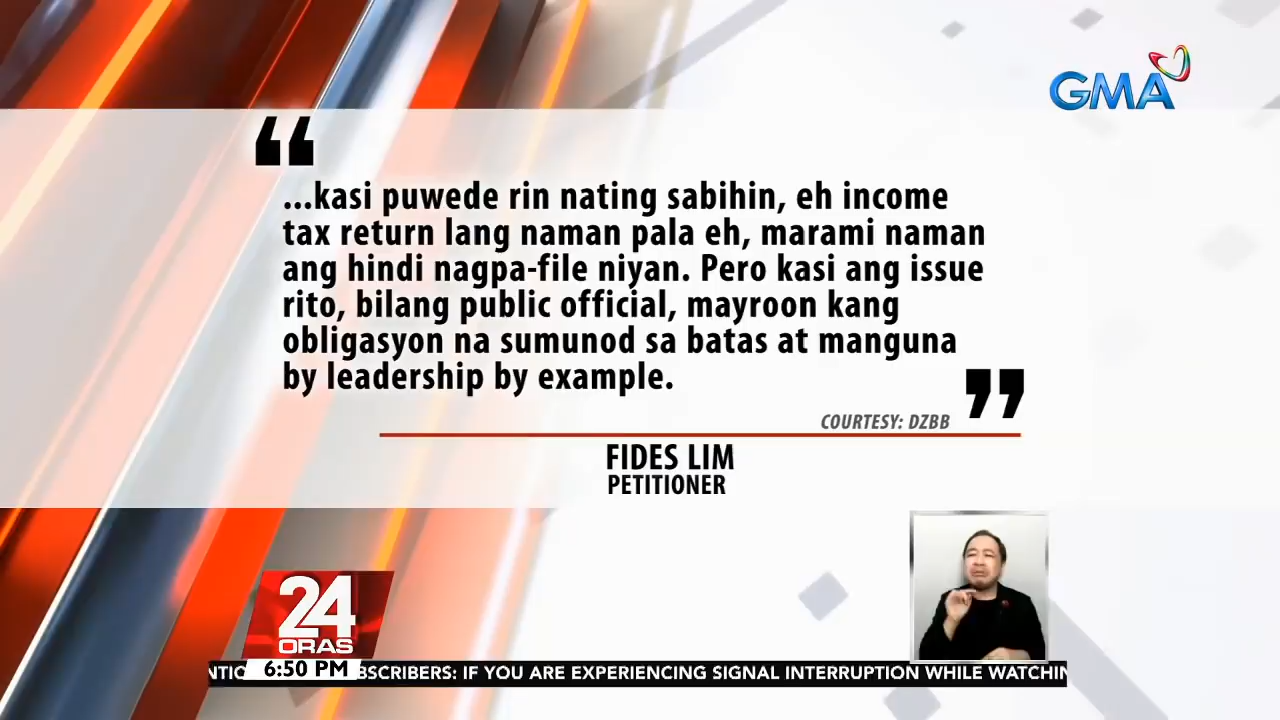 GMA
“
...kasi puwede rin nating sabihin, eh income
tax return lang naman pala eh, marami naman
ang hindi nagpa-file niyan. Pero kasi ang issue
rito, bilang public official, mayroon kang
obligasyon na sumunod sa batas at manguna
by leadership by example.
”
COURTESY: DZBB
FIDES LIM
PETITIONER
24
ORAS
6:50 PM
IF YOU ARE EXPERIENCING SIGNAL INTERRUPTION WHILE